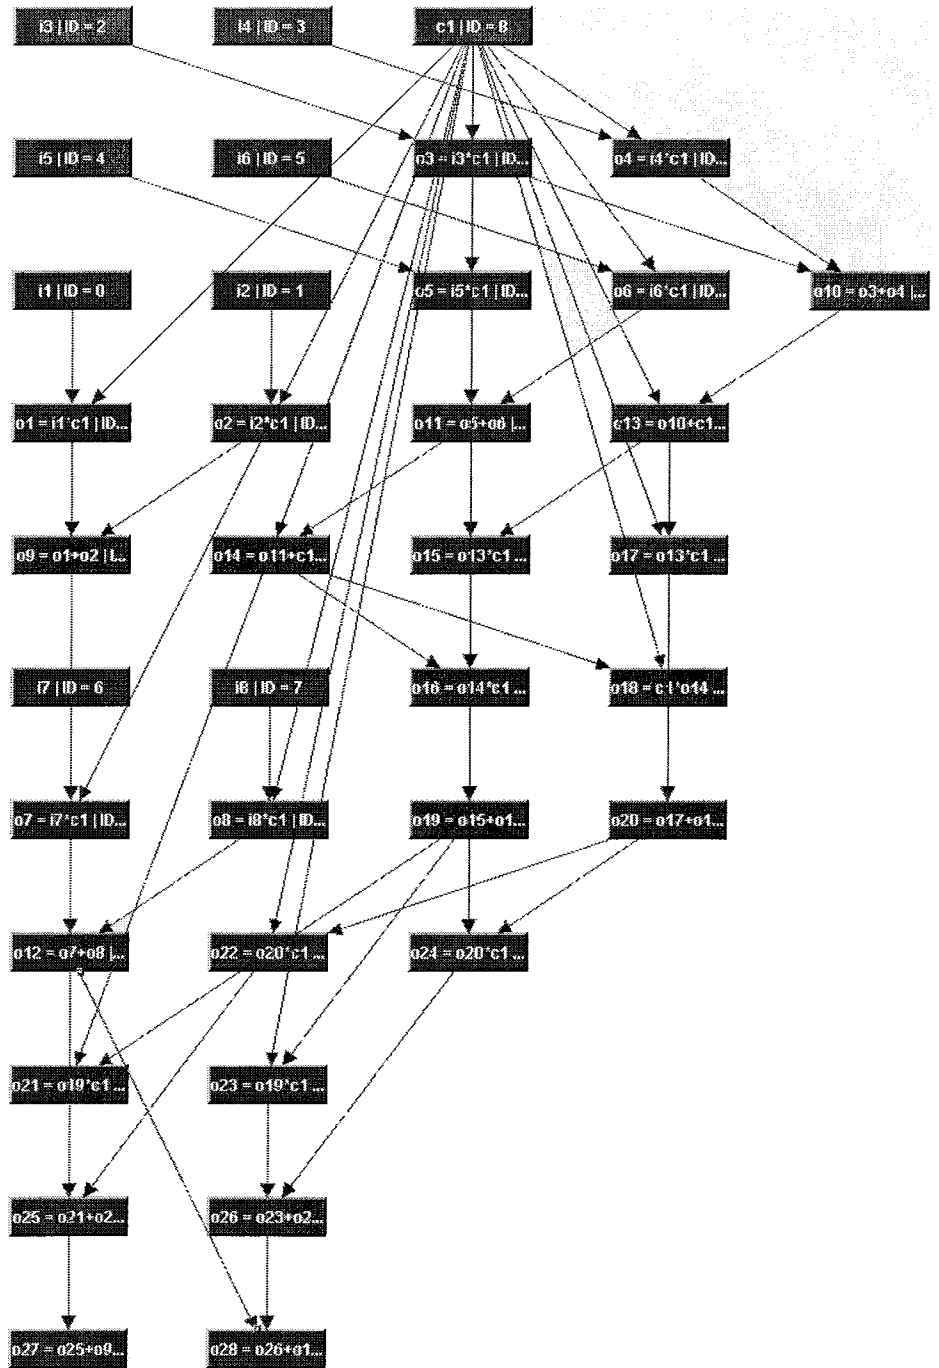 i3 | ID = 2
i4 | ID = 3
c1 | ID = 8
i5 | ID = 4
i6 | ID = 5
o3 = i3*c1 | ID...
o4 = i4*c1 | ID...
i1 | ID = 0
i2 | ID = 1
o5 = i5*c1 | ID...
o6 = i6*c1 | ID...
o10 = o3+o4 |...
o1 = i1*c1 | ID...
o2 = i2*c1 | ID...
o11 = o5+o6 |...
o13 = o10+c1...
o9 = o1+o2 | I...
o14 = o11+c1...
o15 = o13*c1 ...
o17 = o13*c1 ...
i7 | ID = 6
i8 | ID = 7
o16 = o14*c1 ...
o18 = c1*o14 ...
o7 = i7*c1 | ID...
o8 = i8*c1 | ID...
o19 = o15+o1...
o20 = o17+o1...
o12 = o7+o8 |...
o22 = o20*c1 ...
o24 = o20*c1 ...
o21 = o19*c1 ...
o23 = o19*c1 ...
o25 = o21+o2...
o26 = o23+o2...
o27 = o25+o9...
o28 = o26+o1...